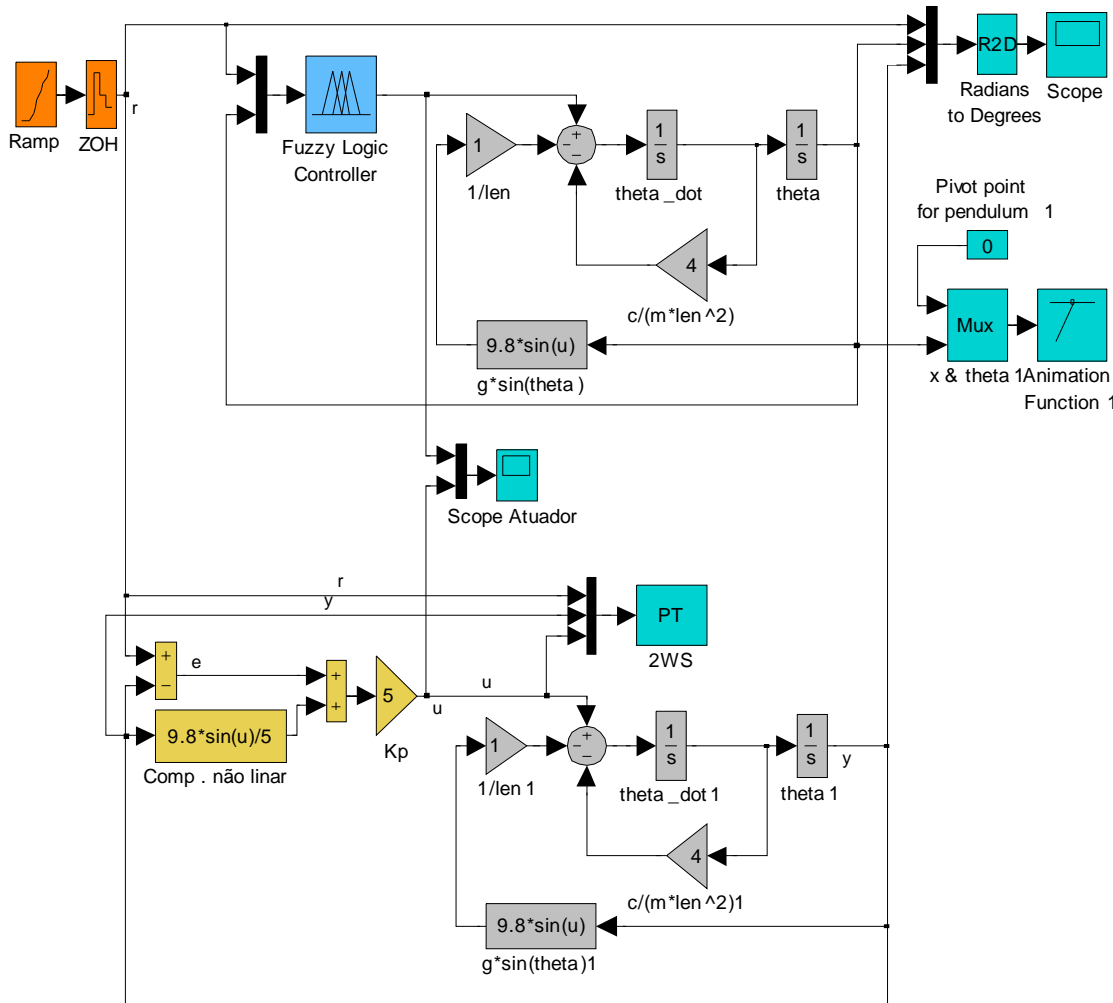 r
R2D
Radians
to Degrees
Scope
Ramp
ZOH
r
Fuzzy Logic
Controller
1
1/len
+
−
−
1
s
theta _dot
1
s
theta
4
c/(m*len ^2)
9.8*sin(u)
g*sin(theta )
Pivot point
for pendulum 1
0
Mux
x & theta 1
Animation
Function 1
Scope Atuador
r
y
PT
2WS
+
−
e
+
+
5
Kp
u
u
9.8*sin(u)/5
Comp . não linar
1
1/len 1
+
−
−
1
s
theta _dot 1
1
s
theta 1
y
4
c/(m*len ^2)1
9.8*sin(u)
g*sin(theta)1